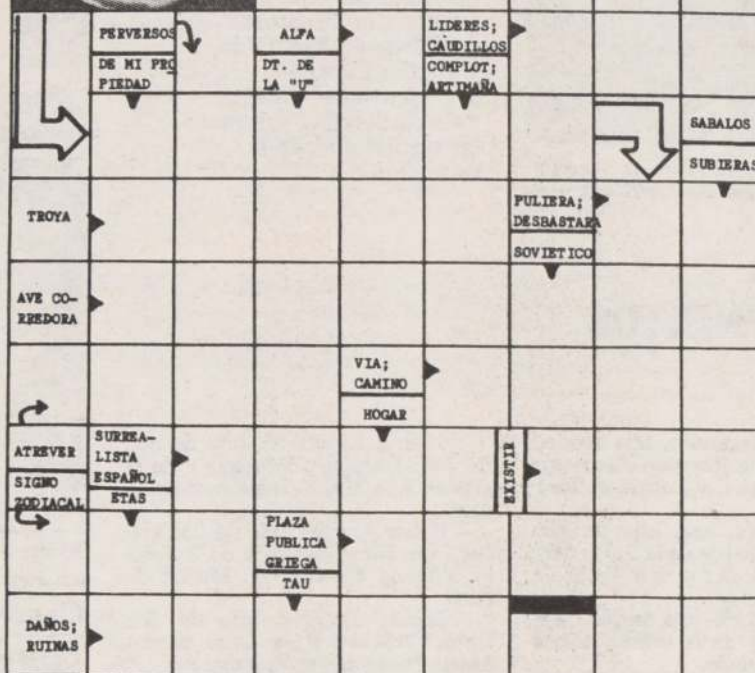 PERVERSOS
DE MI PRO
PIEDAD
ALFA
DT. DE
LA "U"
LIDERES;
CAUDILLOS
COMPLOT;
ARTIMAÑA
SABALOS
SUBIERAS
TROYA
PULIERA;
DESBASTARA
SOVIETICO
AVE CO-
RREDORA
VIA;
CAMINO
HOGAR
ATREVER
SIGNO
ZODIACAL
SURREA-
LISTA
ESPAÑOL
ETAS
EXISTIR
PLAZA
PUBLICA
GRIEGA
TAU
DAÑOS;
RUINAS